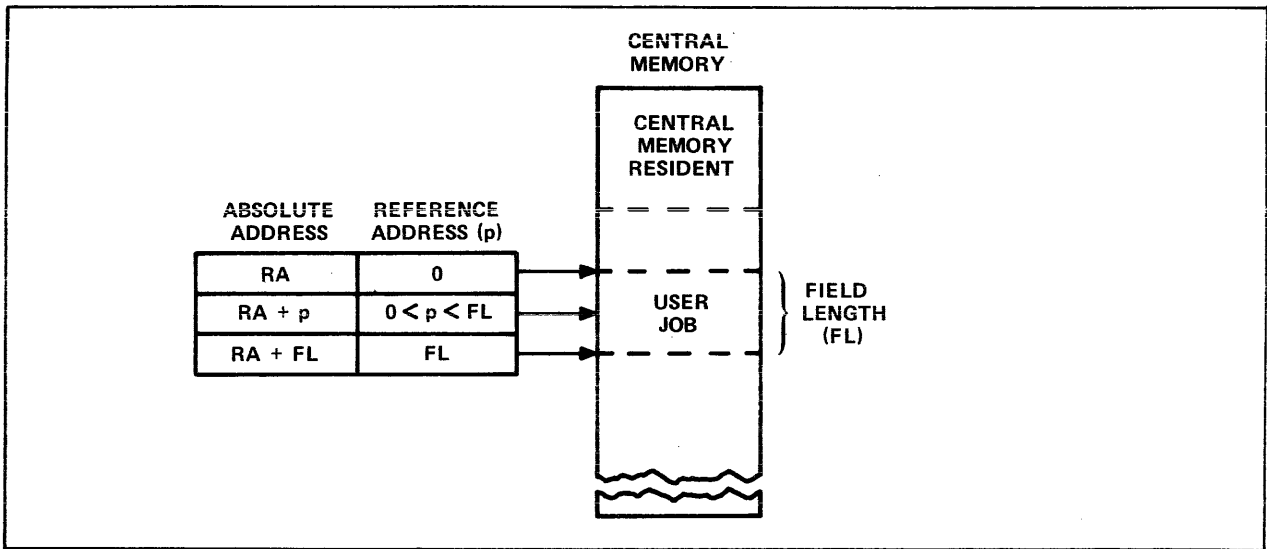 CENTRAL
MEMORY
CENTRAL
MEMORY
RESIDENT
ABSOLUTE
ADDRESS
REFERENCE
ADDRESS (p)
RA
0
RA + p
0 < p < FL
RA + FL
FL
USER
JOB
FIELD
LENGTH
(FL)